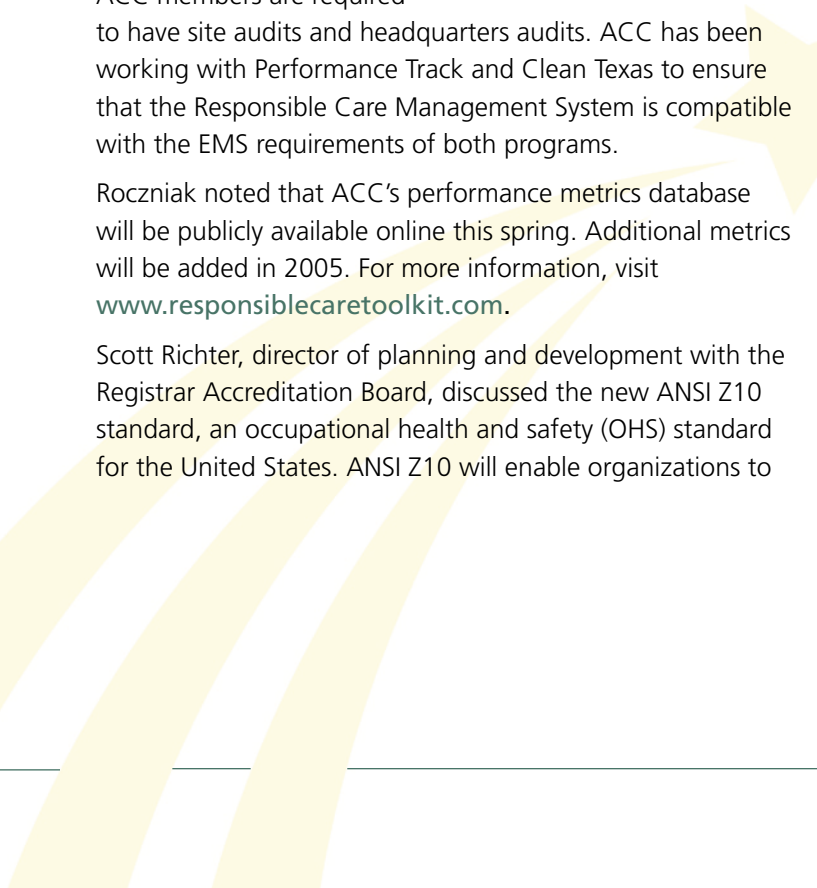 ACC members are required
to have site audits and headquarters audits. ACC has been
working with Performance Track and Clean Texas to ensure
that the Responsible Care Management System is compatible
with the EMS requirements of both programs.
Roczniak noted that ACC’s performance metrics database
will be publicly available online this spring. Additional metrics
will be added in 2005. For more information, visit
www.responsiblecaretoolkit.com.
Scott Richter, director of planning and development with the
Registrar Accreditation Board, discussed the new ANSI Z10
standard, an occupational health and safety (OHS) standard
for the United States. ANSI Z10 will enable organizations to